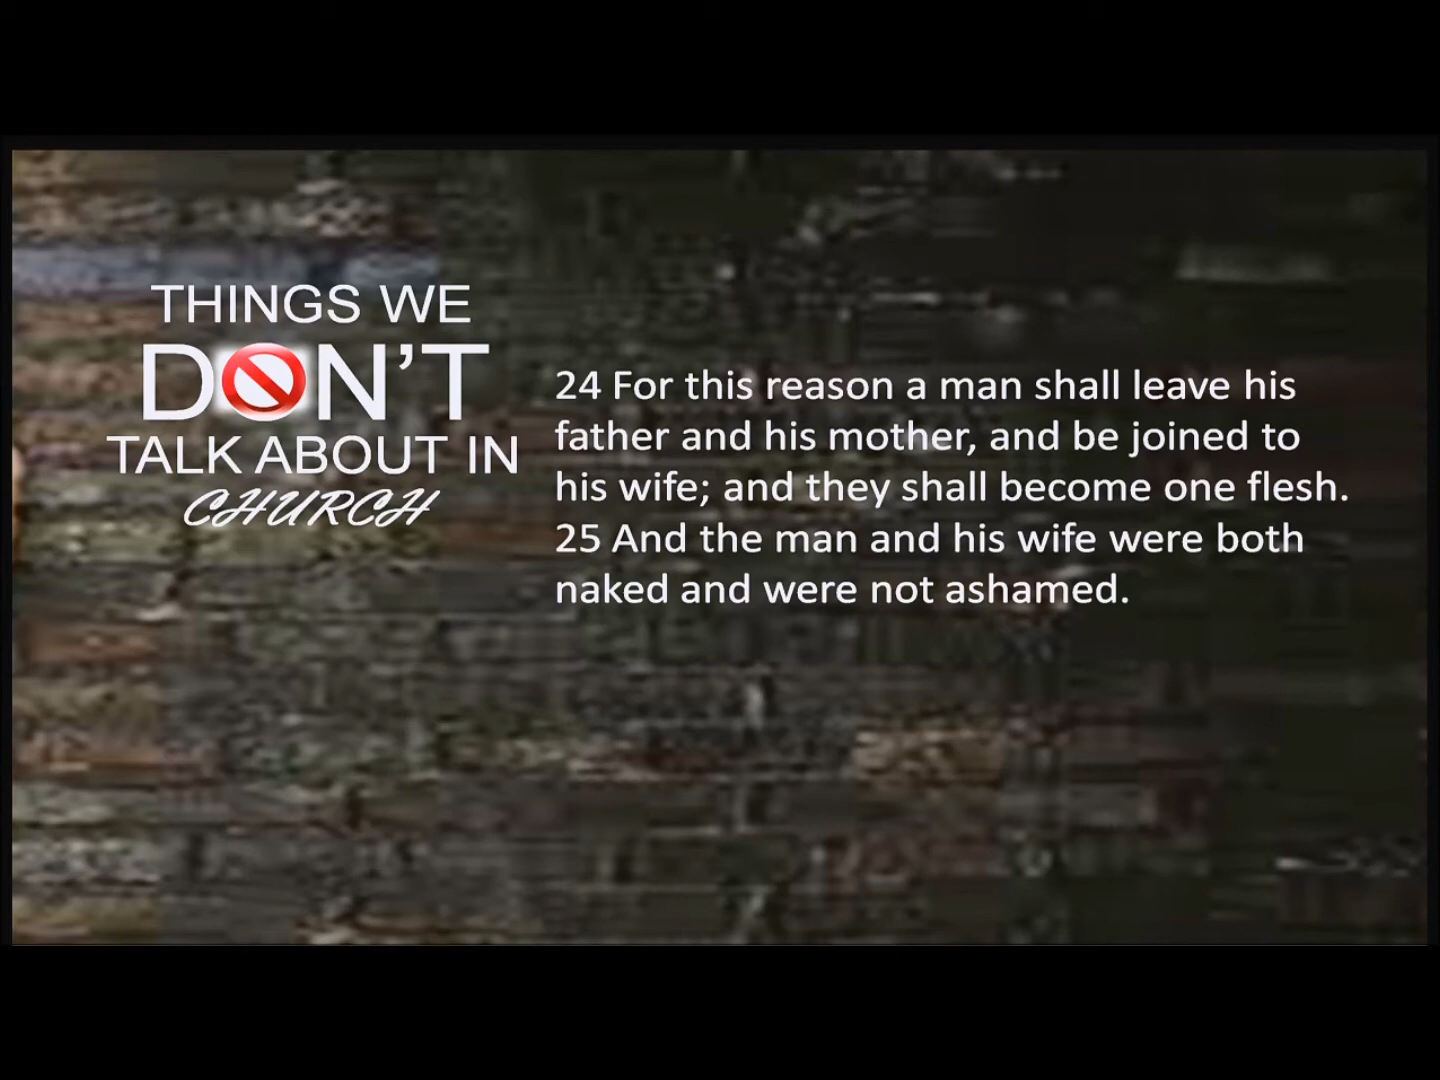 THINGS WE
DON'T
TALK ABOUT IN
CHURCH
24 For this reason a man shall leave his
father and his mother, and be joined to
his wife; and they shall become one flesh.
25 And the man and his wife were both
naked and were not ashamed.